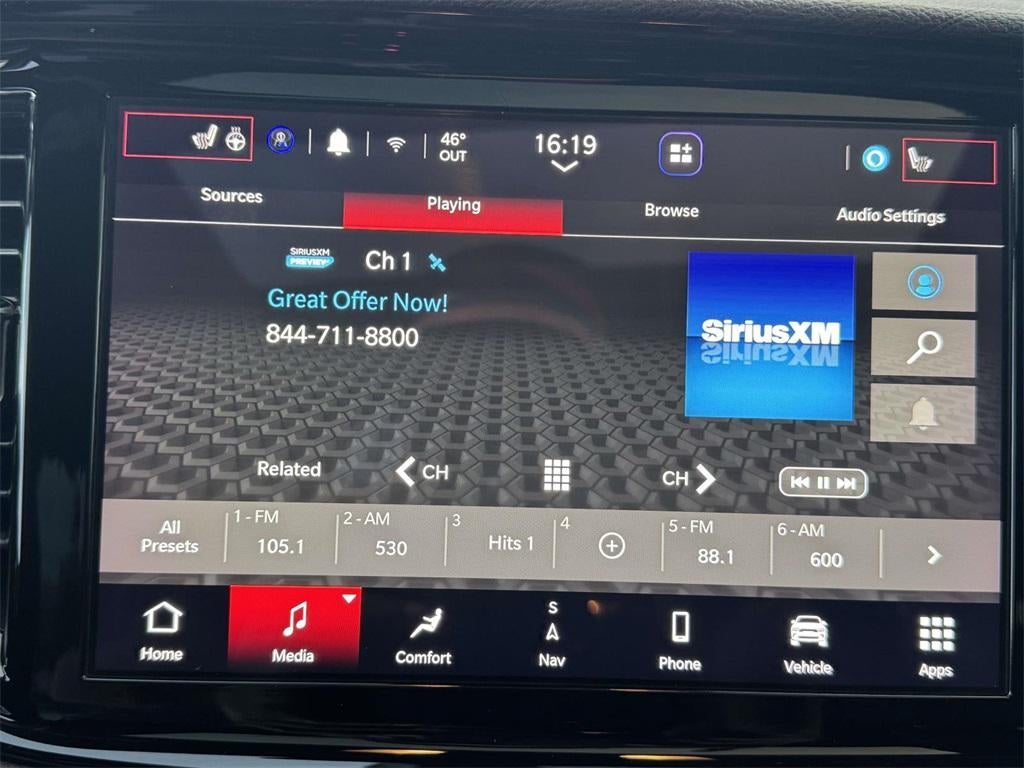 46°
OUT
16:19
Sources
Playing
Browse
Audio Settings
SIRIUSXM
PREVIEW
Ch 1
Great Offer Now!
844-711-8800
SiriusXM
Related
CH
CH
All
Presets
1 - FM
105.1
2 - AM
530
3
Hits 1
4
5 - FM
88.1
6 - AM
600
Home
Media
Comfort
S
Nav
Phone
Vehicle
Apps